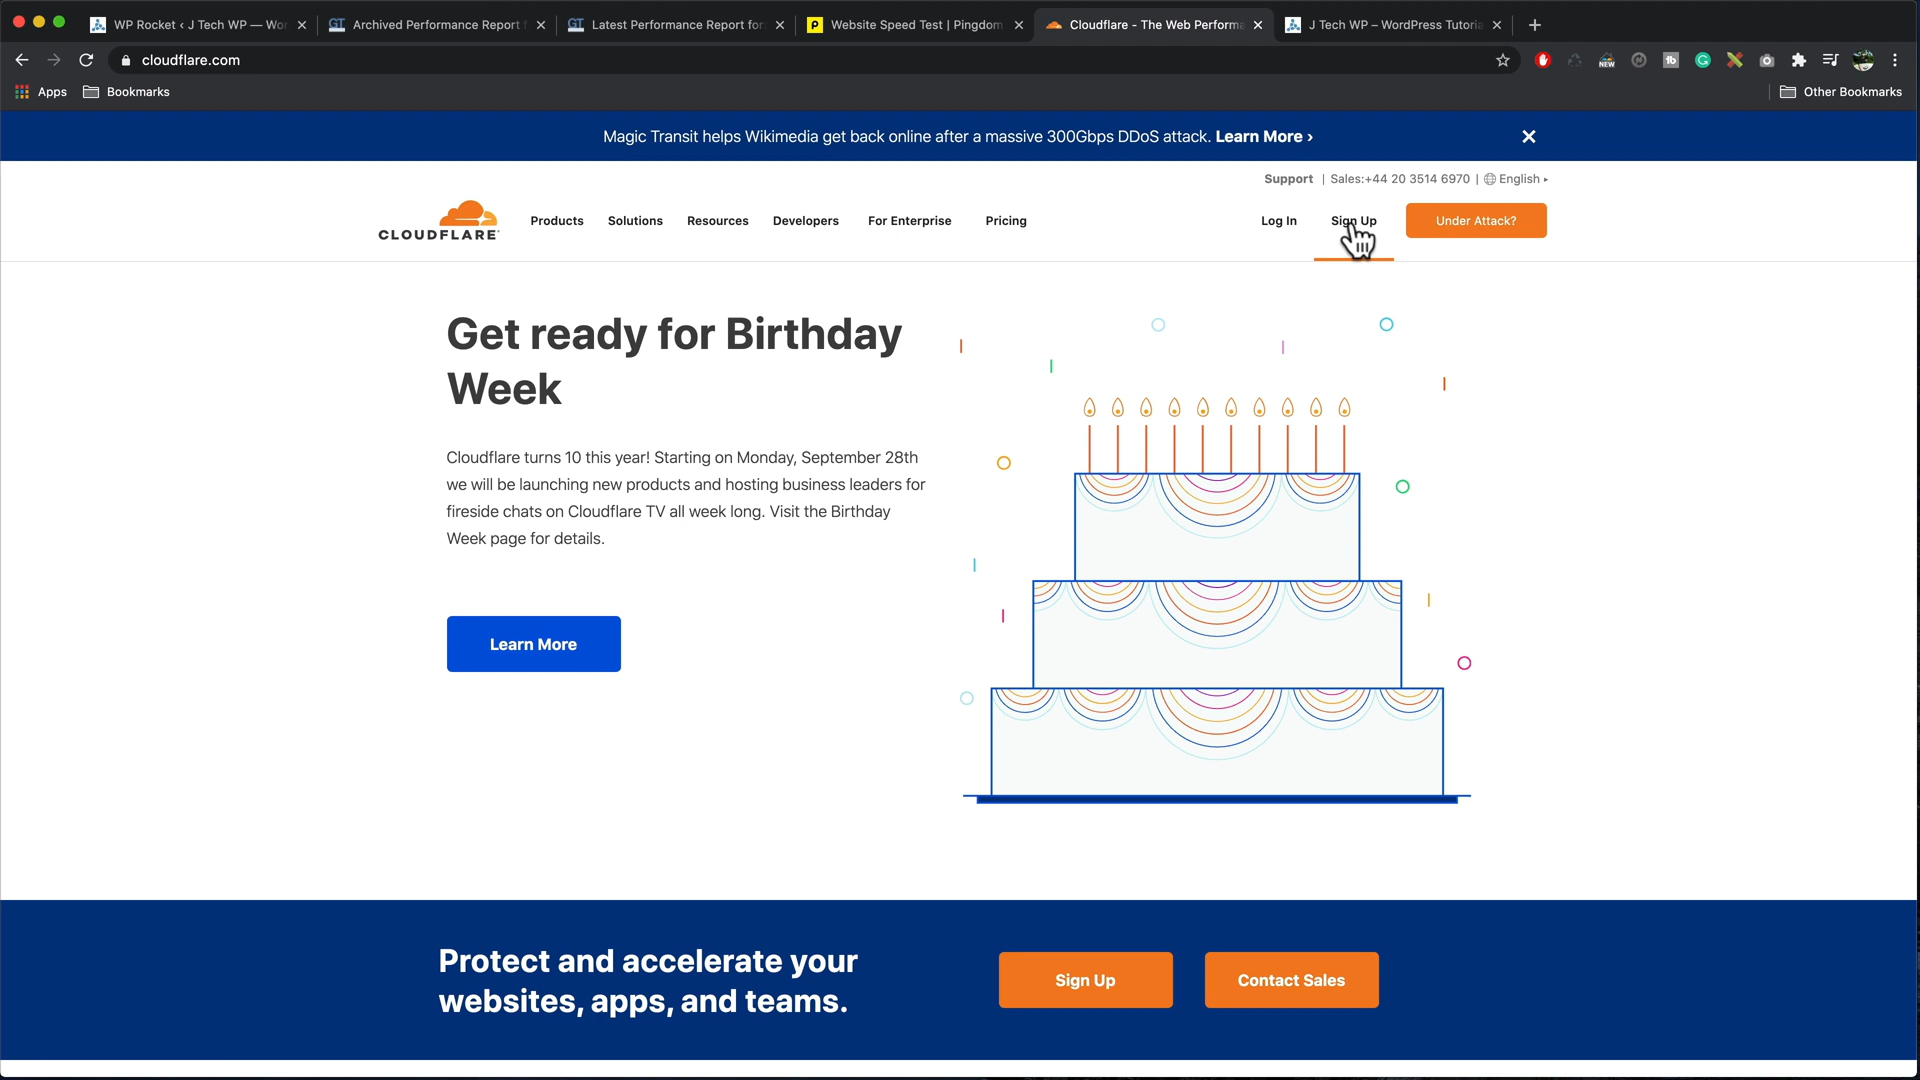 WP Rocket ‹ J Tech WP — Wor
Archived Performance Report f
Latest Performance Report for:
Website Speed Test | Pingdom
Cloudflare - The Web Performa
J Tech WP – WordPress Tutoria
cloudflare.com
Apps
Bookmarks
Other Bookmarks
Magic Transit helps Wikimedia get back online after a massive 300Gbps DDoS attack. Learn More ›
Support | Sales:+44 20 3514 6970 | English
CLOUDFLARE
Products
Solutions
Resources
Developers
For Enterprise
Pricing
Log In
Sign Up
Under Attack?
Get ready for Birthday
Week
Cloudflare turns 10 this year! Starting on Monday, September 28th
we will be launching new products and hosting business leaders for
fireside chats on Cloudflare TV all week long. Visit the Birthday
Week page for details.
Learn More
Protect and accelerate your
websites, apps, and teams.
Sign Up
Contact Sales